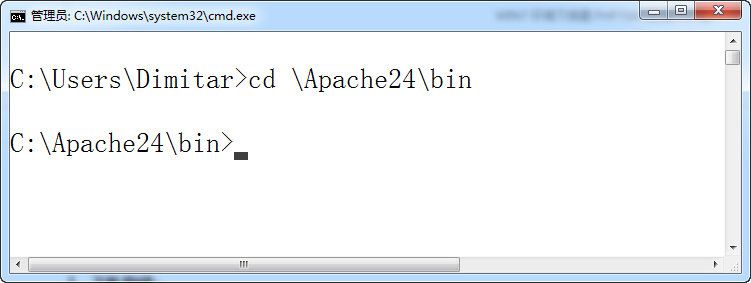 管理员: C:\Windows\system32\cmd.exe
C:\Users\Dimitar>cd \Apache24\bin
C:\Apache24\bin>